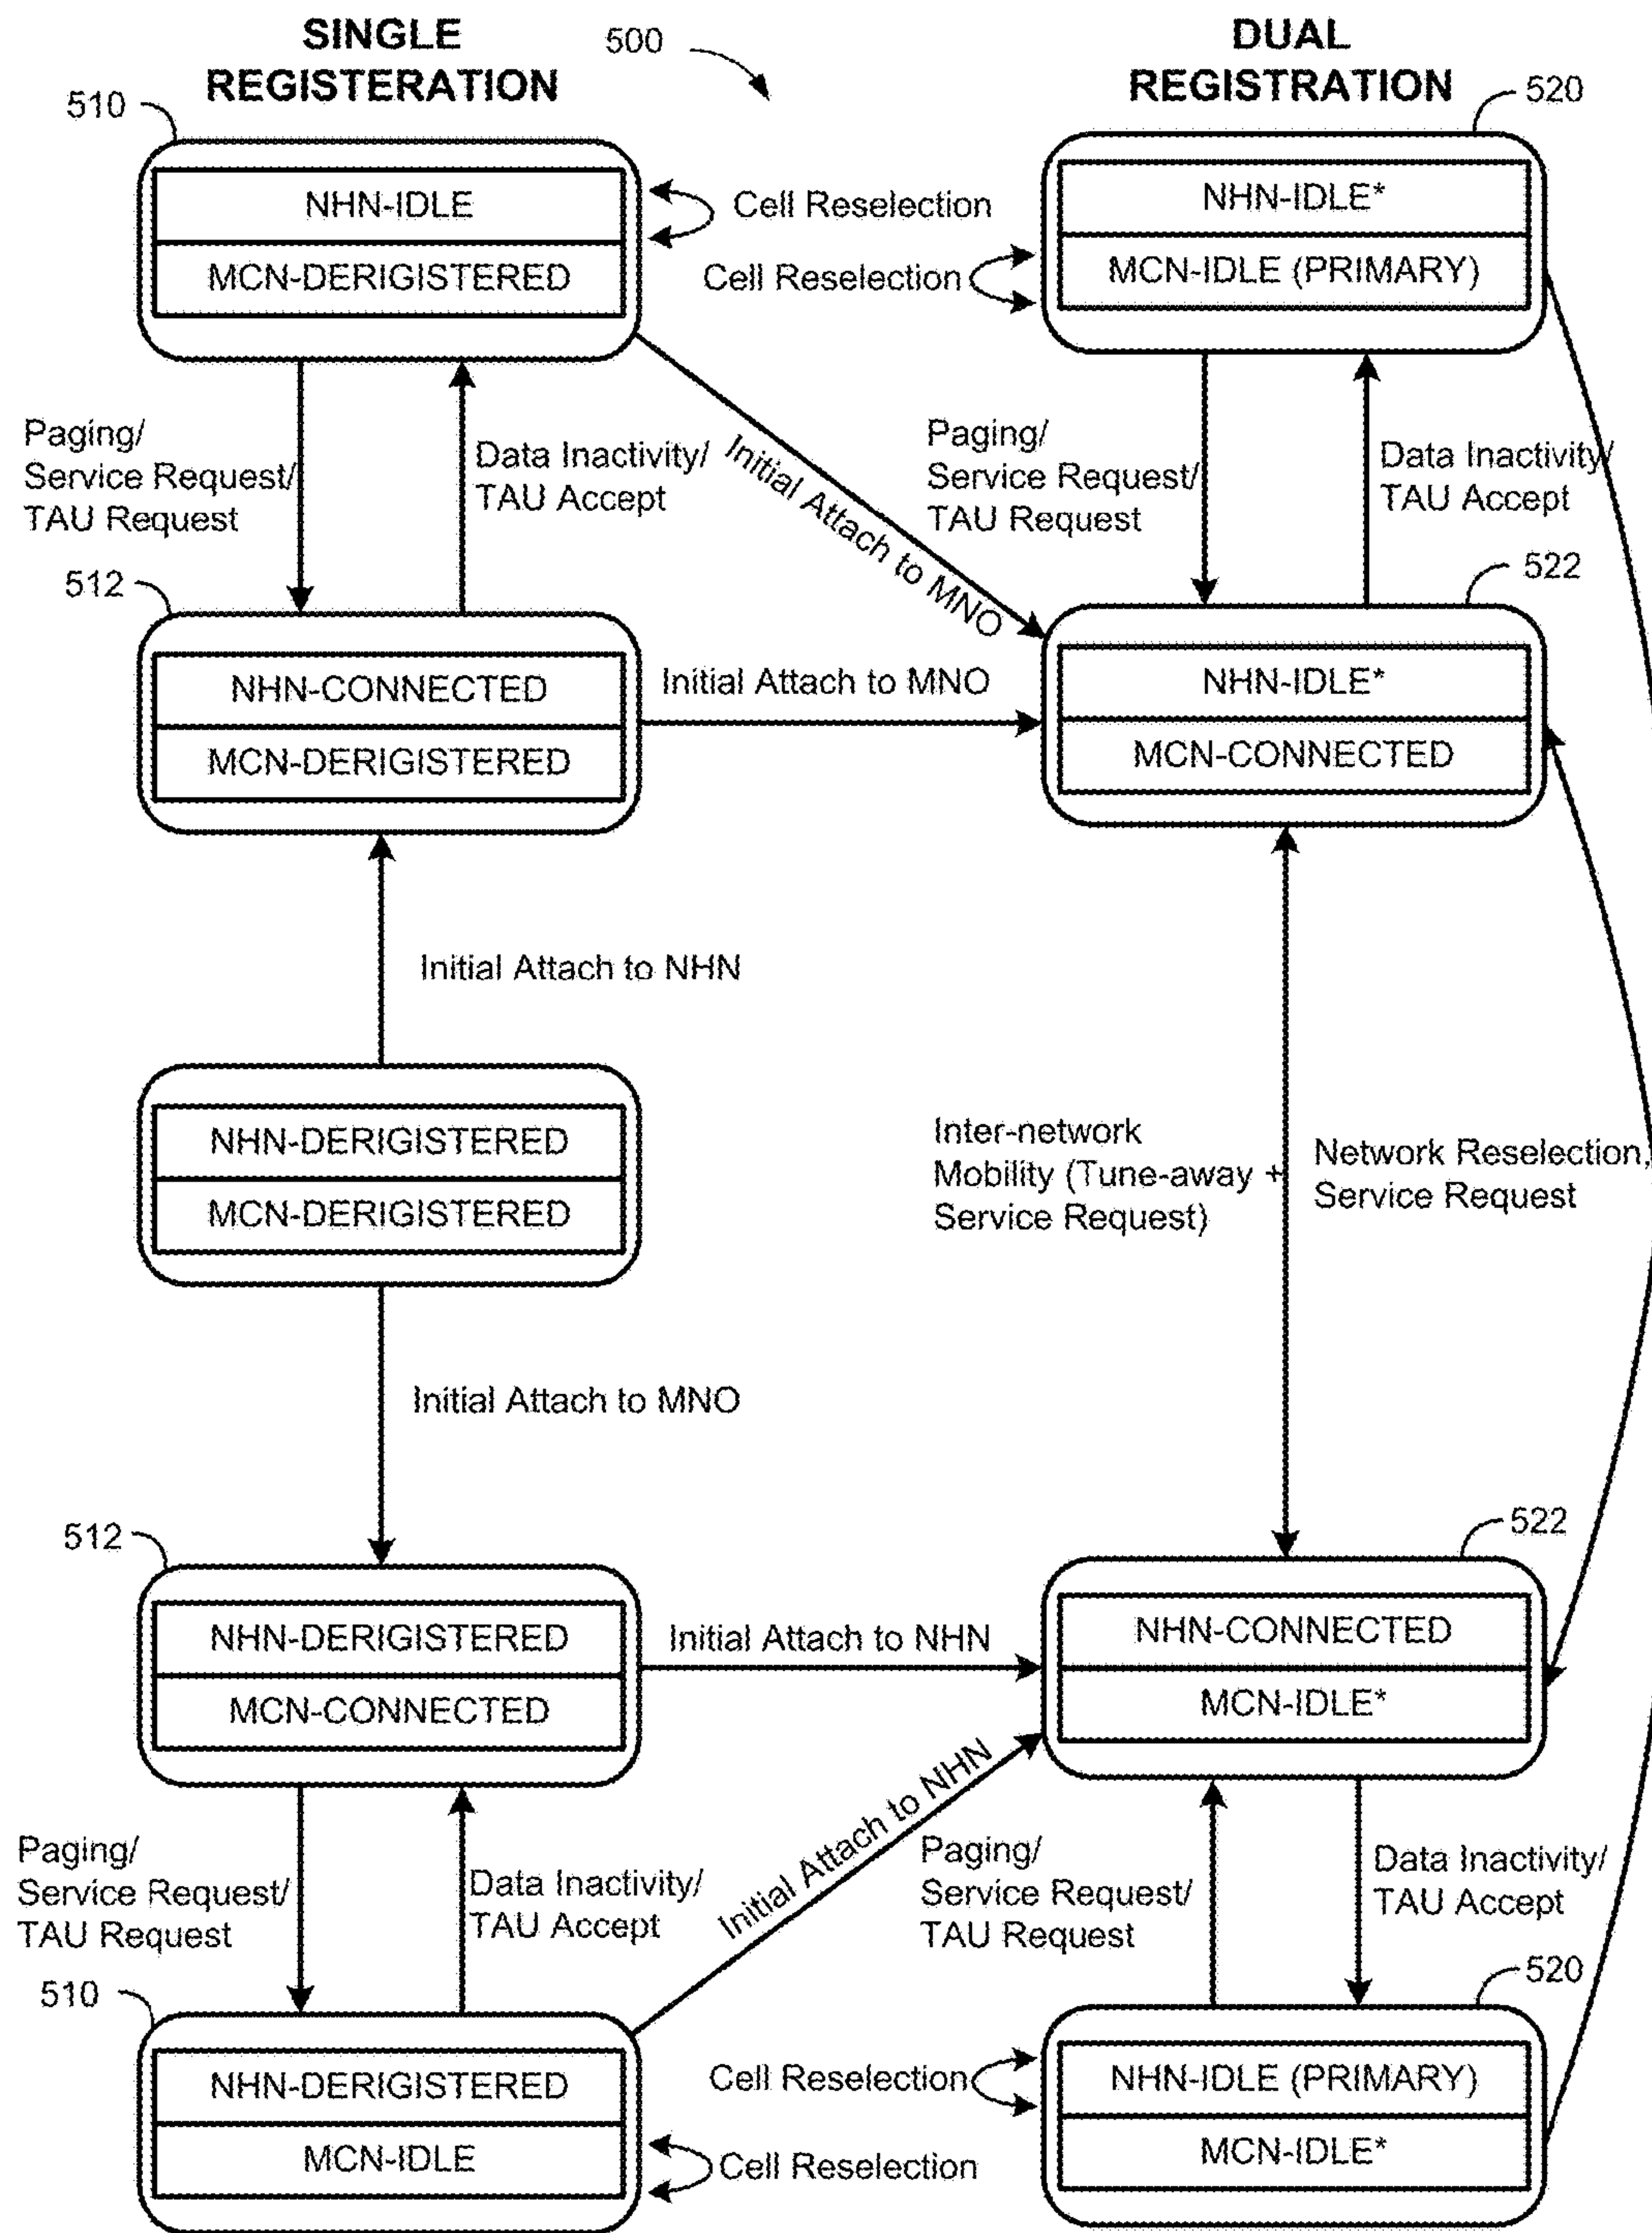 SINGLE
REGISTERATION
500
DUAL
REGISTRATION
510
520
NHN-IDLE
MCN-DERIGISTERED
Cell Reselection
Cell Reselection
NHN-IDLE*
MCN-IDLE (PRIMARY)
Paging/
Service Request/
TAU Request
Data Inactivity/
TAU Accept
Initial Attach to MNO
Paging/
Service Request/
TAU Request
Data Inactivity/
TAU Accept
512
522
NHN-CONNECTED
MCN-DERIGISTERED
Initial Attach to MNO
NHN-IDLE*
MCN-CONNECTED
Initial Attach to NHN
NHN-DERIGISTERED
MCN-DERIGISTERED
Inter-network
Mobility (Tune-away +
Service Request)
Network Reselection,
Service Request
Initial Attach to MNO
512
522
NHN-DERIGISTERED
MCN-CONNECTED
Initial Attach to NHN
NHN-CONNECTED
MCN-IDLE*
Paging/
Service Request/
TAU Request
Data Inactivity/
TAU Accept
Initial Attach to NHN
Paging/
Service Request/
TAU Request
Data Inactivity/
TAU Accept
510
520
NHN-DERIGISTERED
MCN-IDLE
Cell Reselection
Cell Reselection
NHN-IDLE (PRIMARY)
MCN-IDLE*